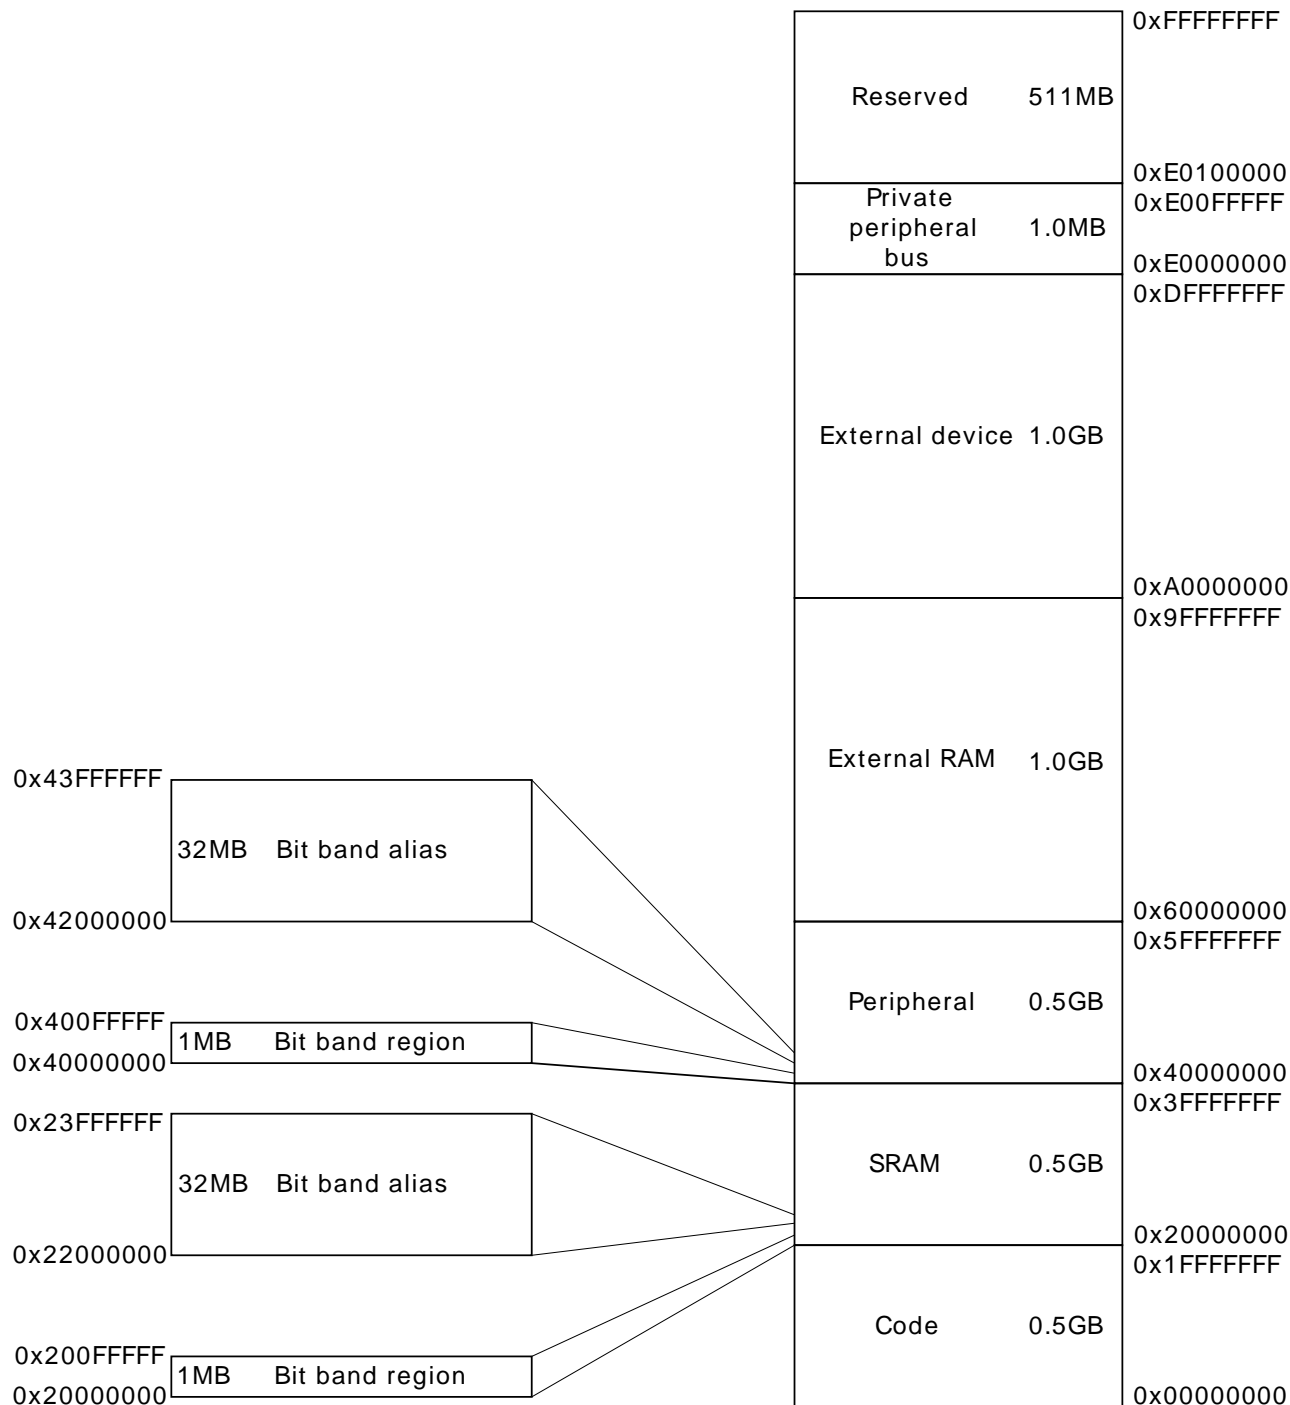 0xFFFFFFFF
Reserved 511MB
0xE0100000
Private
peripheral
bus
1.0MB
0xE00FFFFF
0xE0000000
0xDFFFFFFF
External device 1.0GB
0xA0000000
0x9FFFFFFF
External RAM 1.0GB
0x60000000
0x5FFFFFFF
Peripheral 0.5GB
0x40000000
0x3FFFFFFF
SRAM 0.5GB
0x20000000
0x1FFFFFFF
Code 0.5GB
0x00000000
0x43FFFFFF
32MB Bit band alias
0x42000000
0x400FFFFF
1MB Bit band region
0x40000000
0x23FFFFFF
32MB Bit band alias
0x22000000
0x200FFFFF
1MB Bit band region
0x20000000